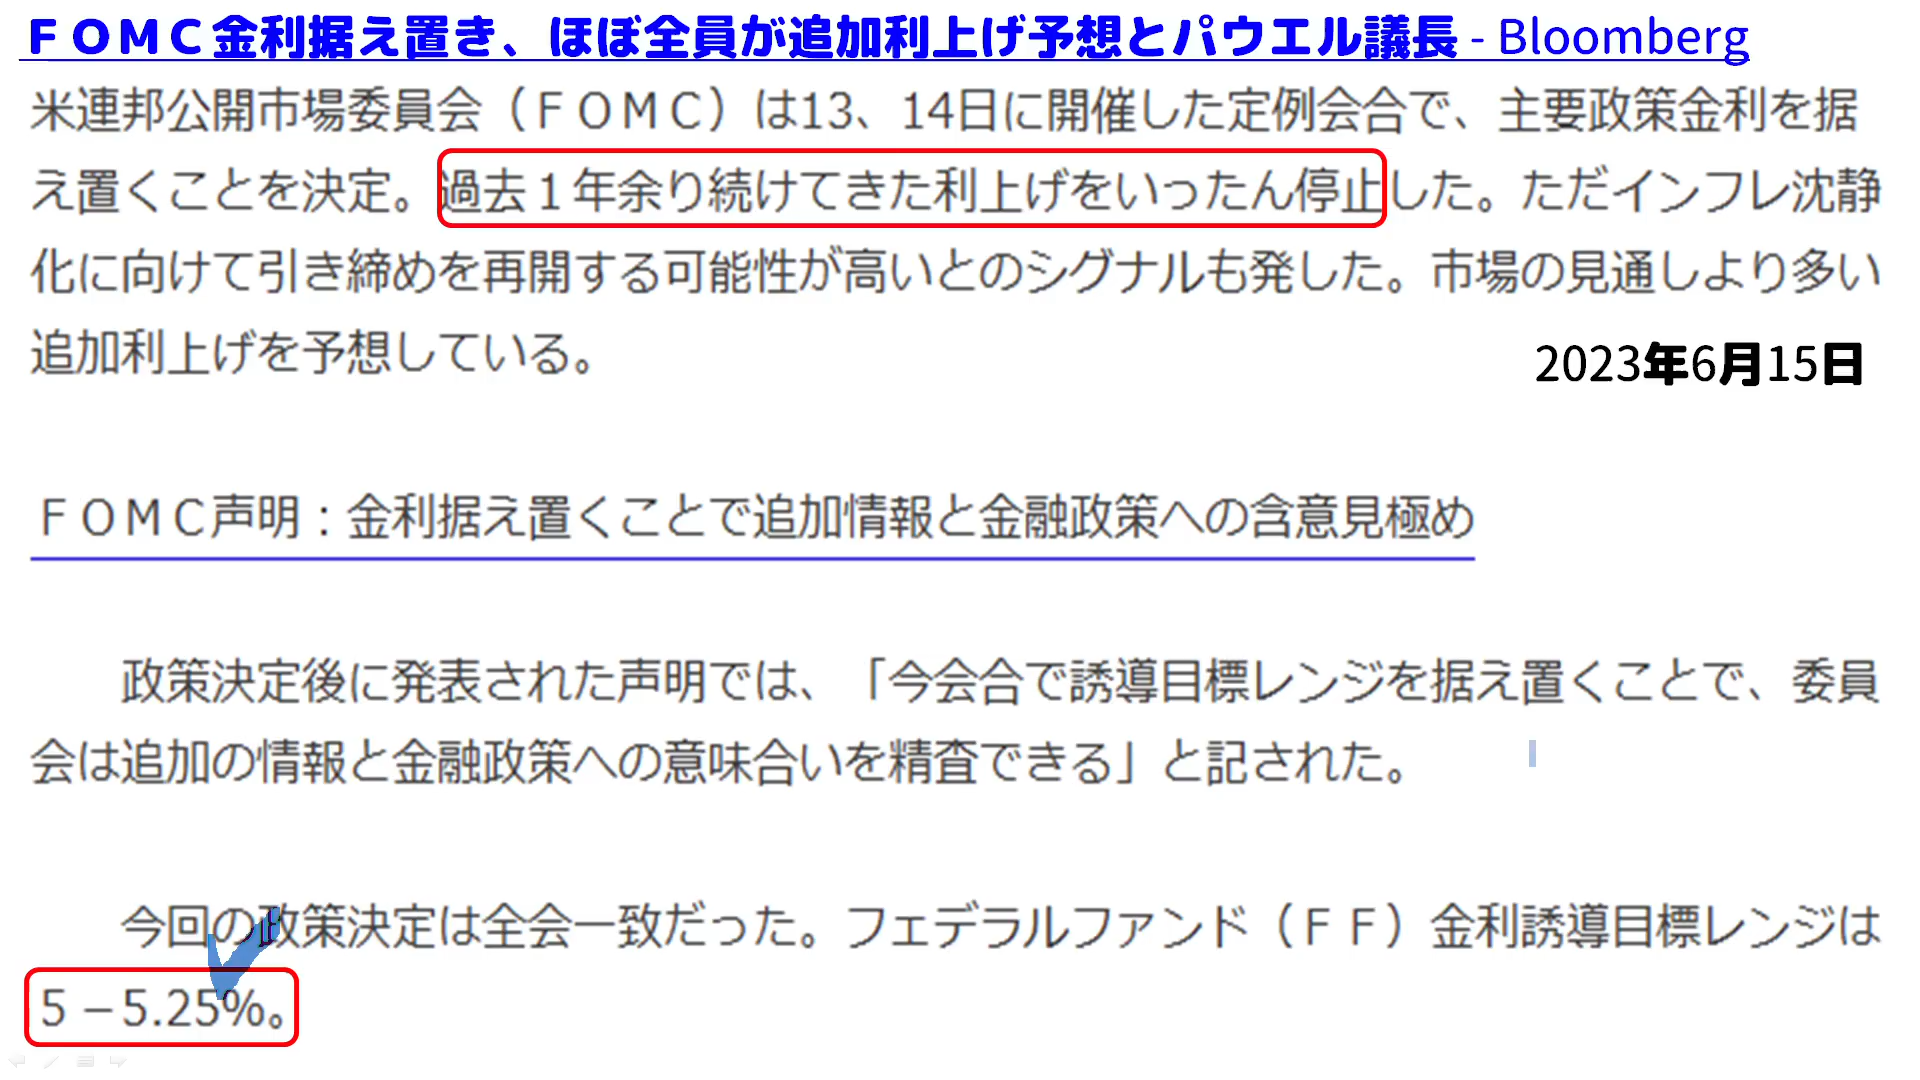 ＦＯＭＣ金利据え置き、ほぼ全員が追加利上げ予想とパウエル議長 - Bloomberg
米連邦公開市場委員会（ＦＯＭＣ）は13、14日に開催した定例会合で、主要政策金利を据
え置くことを決定。過去１年余り続けてきた利上げをいったん停止した。ただインフレ沈静
化に向けて引き締めを再開する可能性が高いとのシグナルも発した。市場の見通しより多い
追加利上げを予想している。
2023年6月15日
ＦＯＭＣ声明：金利据え置くことで追加情報と金融政策への含意見極め
政策決定後に発表された声明では、「今会合で誘導目標レンジを据え置くことで、委員
会は追加の情報と金融政策への意味合いを精査できる」と記された。
今回の政策決定は全会一致だった。フェデラルファンド（ＦＦ）金利誘導目標レンジは
５－5.25%。